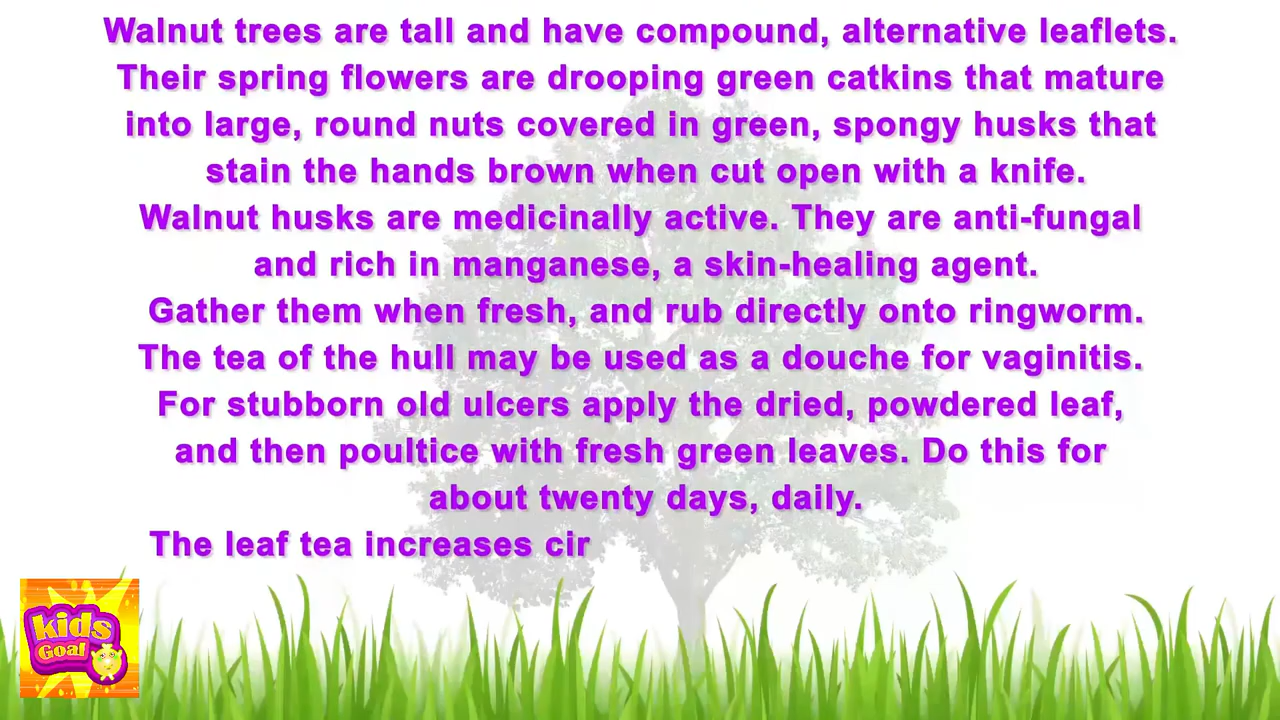 Walnut trees are tall and have compound, alternative leaflets.
Their spring flowers are drooping green catkins that mature
into large, round nuts covered in green, spongy husks that
stain the hands brown when cut open with a knife.
Walnut husks are medicinally active. They are anti-fungal
and rich in manganese, a skin-healing agent.
Gather them when fresh, and rub directly onto ringworm.
The tea of the hull may be used as a douche for vaginitis.
For stubborn old ulcers apply the dried, powdered leaf,
and then poultice with fresh green leaves. Do this for
about twenty days, daily.
The leaf tea increases cir
kids
Goal